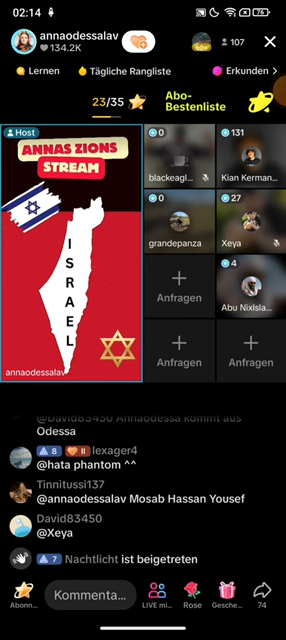 02:14
76
annaodessalav
134.2K
107
Lernen
Tägliche Rangliste
Erkunden >
23/35
Abo-
Bestenliste
Host
ANNAS ZIONS
STREAM
ISRAEL
annaodessalav
0
blackeagl...
131
Kian Kerman...
0
grandepanza
27
Xeya
Anfragen
4
Abu NixIsla...
Anfragen
Anfragen
@David83450 Annaodessa kommt aus
Odessa
8 II lexager4
@hata phantom ^^
Tinnitussi137
@annaodessalav Mosab Hassan Yousef
David83450
@Xeya
7 Nachtlicht ist beigetreten
Abonn...
Kommenta...
LIVE mi...
Rose
Gesche...
74